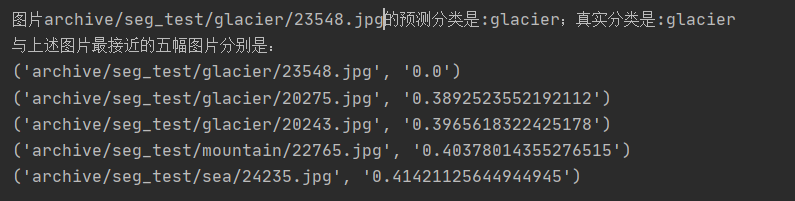 图片archive/seg_test/glacier/23548.jpg的预测分类是:glacier；真实分类是:glacier
与上述图片最接近的五幅图片分别是：
('archive/seg_test/glacier/23548.jpg', '0.0')
('archive/seg_test/glacier/20275.jpg', '0.3892523552192112')
('archive/seg_test/glacier/20243.jpg', '0.3965618322425178')
('archive/seg_test/mountain/22765.jpg', '0.40378014355276515')
('archive/seg_test/sea/24235.jpg', '0.41421125644944945')